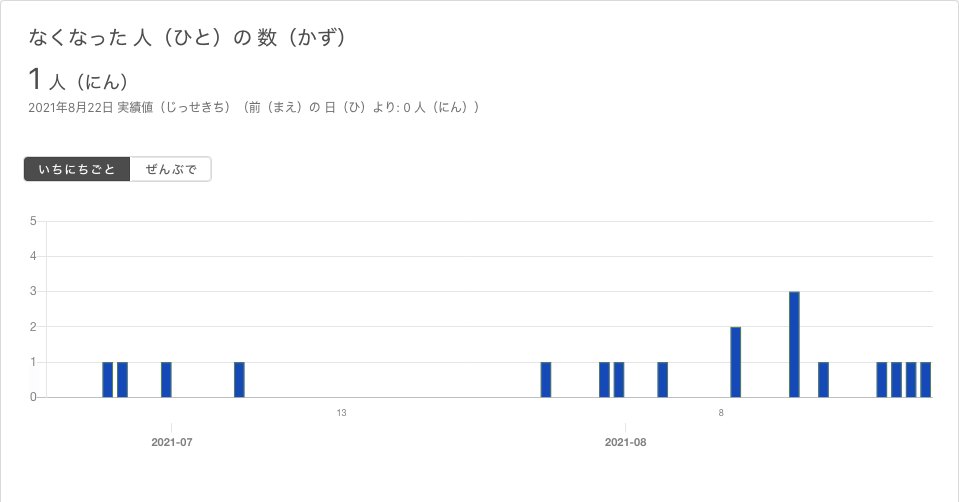 なくなった 人（ひと）の 数（かず）
1 人（にん）
2021年8月22日 実績値（じっせきち）（前（まえ）の 日（ひ）より: 0 人（にん））
いちにちごと ぜんぶで
5
4
3
2
1
0
13 8
2021-07 2021-08